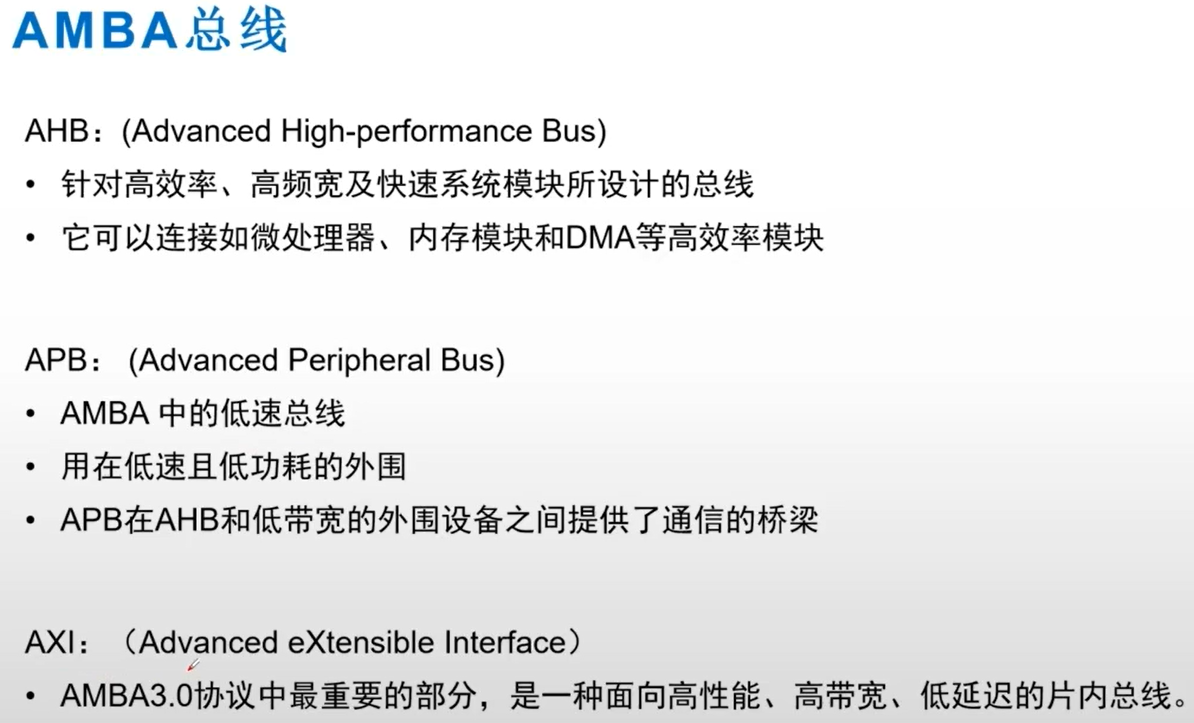 AMBA总线
AHB：(Advanced High-performance Bus)
• 针对高效率、高频宽及快速系统模块所设计的总线
• 它可以连接如微处理器、内存模块和DMA等高效率模块
APB： (Advanced Peripheral Bus)
• AMBA 中的低速总线
• 用在低速且低功耗的外围
• APB在AHB和低带宽的外围设备之间提供了通信的桥梁
AXI：（Advanced eXtensible Interface）
• AMBA3.0协议中最重要的部分，是一种面向高性能、高带宽、低延迟的片内总线。